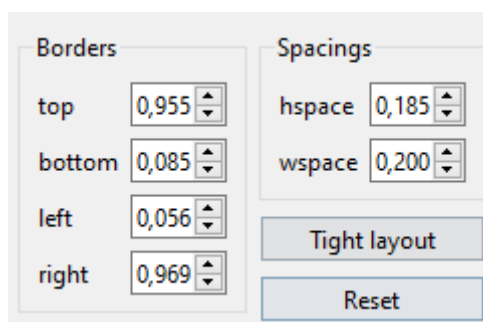 Borders
top 0,955
bottom 0,085
left 0,056
right 0,969
Spacings
hspace 0,185
wspace 0,200
Tight layout
Reset